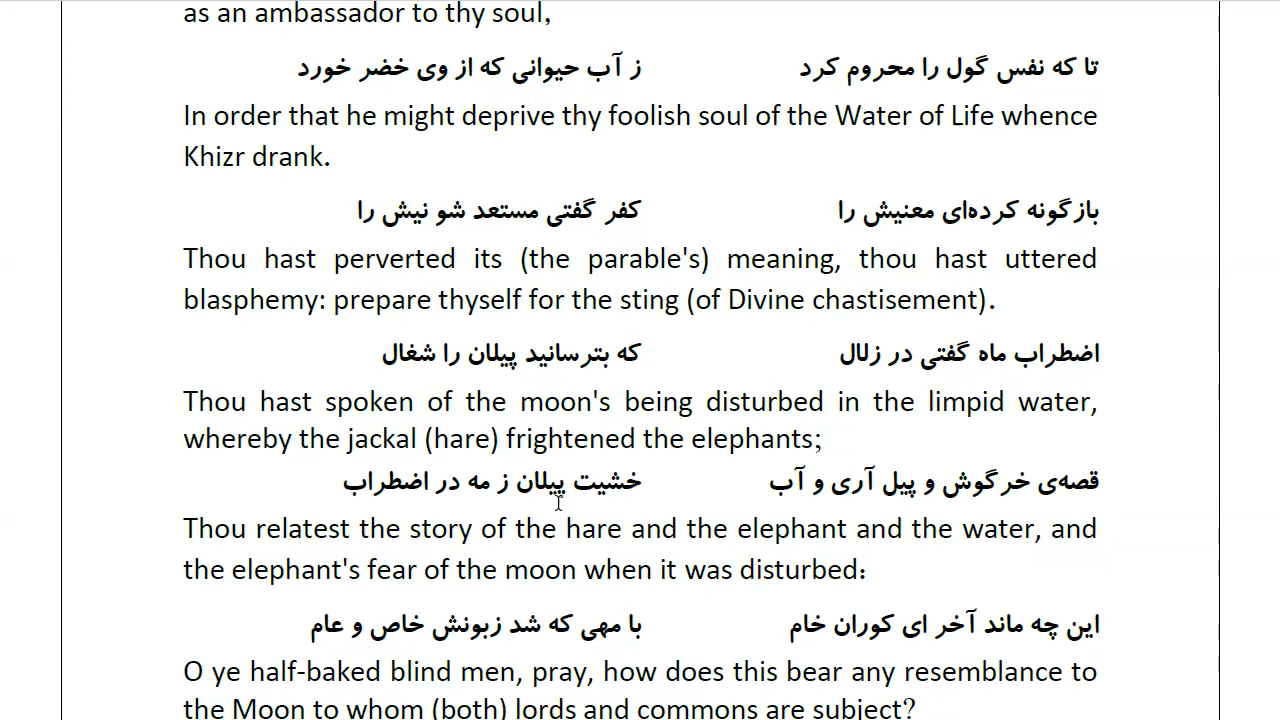 as an ambassador to thy soul,
تا که نفس گول را محروم کرد ز آب حیوانی که از وی خضر خورد
In order that he might deprive thy foolish soul of the Water of Life whence
Khizr drank.
بازگونه کرده‌ای معنیش را کفر گفتی مستعد شو نیش را
Thou hast perverted its (the parable's) meaning, thou hast uttered
blasphemy: prepare thyself for the sting (of Divine chastisement).
اضطراب ماه گفتی در زلال که بترسانید پیلان را شغال
Thou hast spoken of the moon's being disturbed in the limpid water,
whereby the jackal (hare) frightened the elephants;
قصه‌ی خرگوش و پیل آری و آب خشیت پیلان ز مه در اضطراب
Thou relatest the story of the hare and the elephant and the water, and
the elephant's fear of the moon when it was disturbed:
این چه ماند آخر ای کوران خام با مهی که شد زبونش خاص و عام
O ye half-baked blind men, pray, how does this bear any resemblance to
the Moon to whom (both) lords and commons are subject?